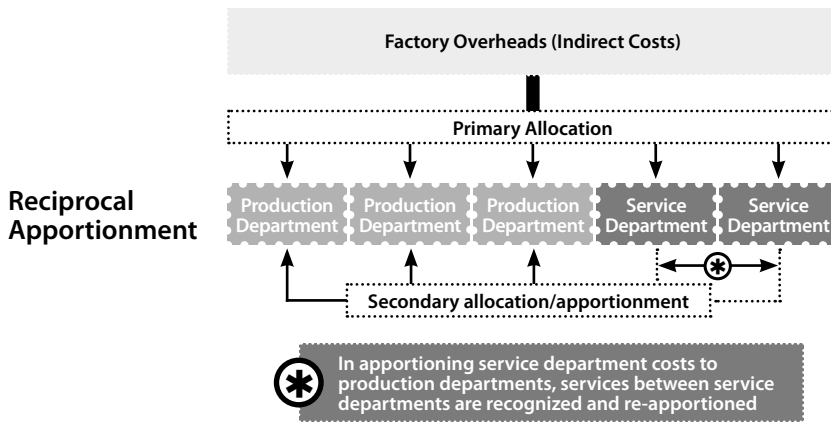 Factory Overheads (Indirect Costs)
Primary Allocation
Reciprocal
Apportionment
Production
Department
Production
Department
Production
Department
Service
Department
Service
Department
Secondary allocation/apportionment
In apportioning service department costs to
production departments, services between service
departments are recognized and re-apportioned